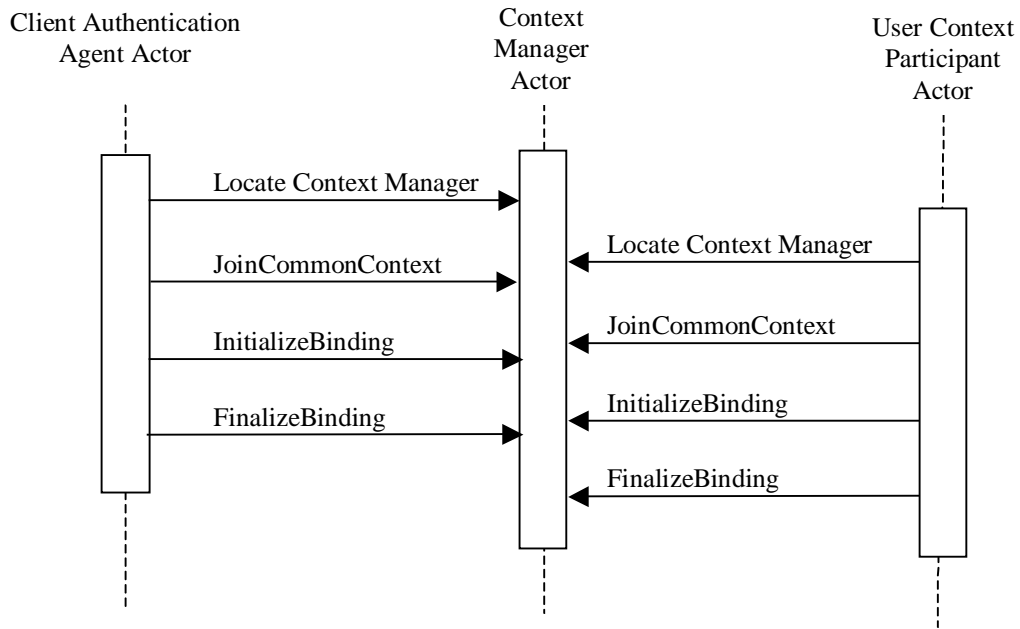 Client Authentication
Agent Actor
Context
Manager
Actor
User Context
Participant
Actor
Locate Context Manager
Locate Context Manager
JoinCommonContext
JoinCommonContext
InitializeBinding
InitializeBinding
FinalizeBinding
FinalizeBinding